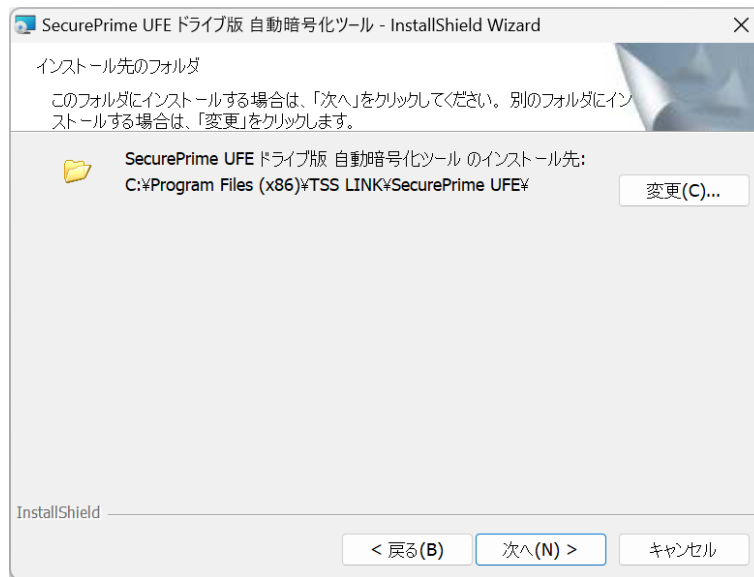 SecurePrime UFE ドライブ版 自動暗号化ツール - InstallShield Wizard
インストール先のフォルダ
このフォルダにインストールする場合は、「次へ」をクリックしてください。別のフォルダにイン
ストールする場合は、「変更」をクリックします。
SecurePrime UFE ドライブ版 自動暗号化ツール のインストール先:
C:¥Program Files (x86)¥TSS LINK¥SecurePrime UFE¥
変更(C)...
InstallShield
< 戻る(B)
次へ(N) >
キャンセル